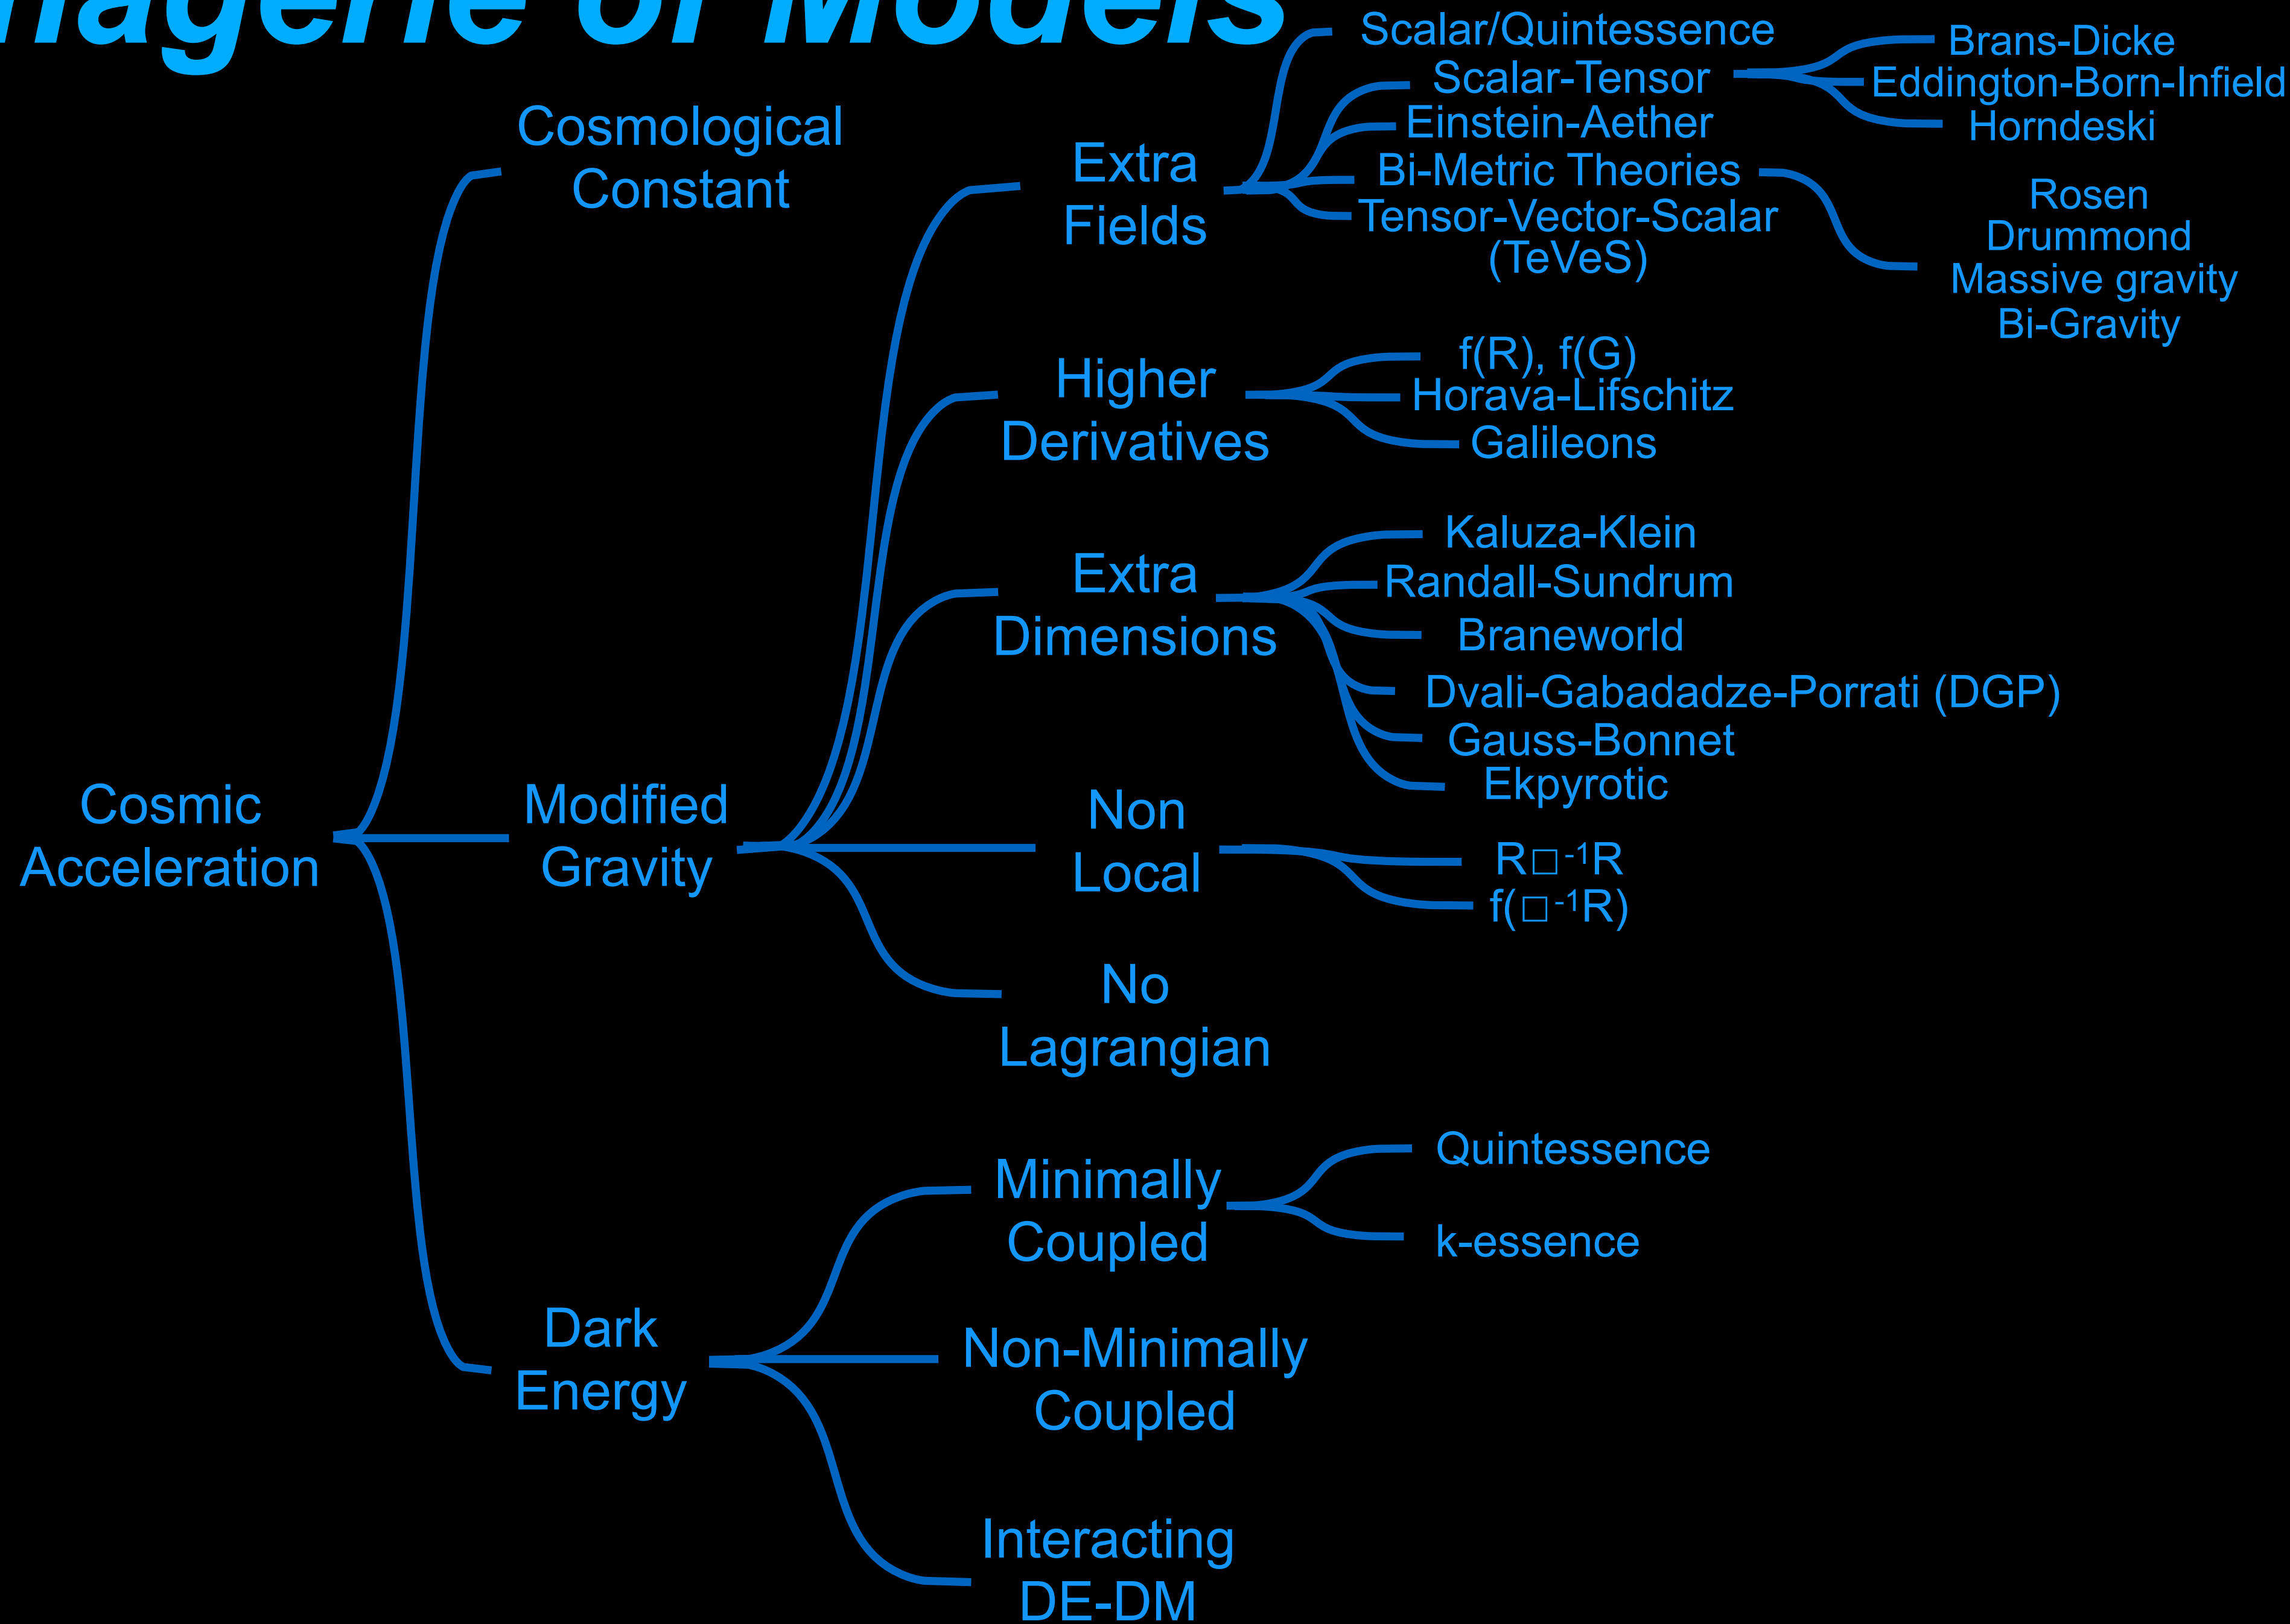 of Models
Scalar/Quintessence
Scalar-Tensor
Einstein-Aether
Bi-Metric Theories
Tensor-Vector-Scalar
(TeVeS)
Brans-Dicke
Eddington-Born-Infield
Horndeski
Rosen
Drummond
Massive gravity
Bi-Gravity
Cosmological
Constant
Extra
Fields
Higher
Derivatives
f(R), f(G)
Horava-Lifschitz
Galileons
Extra
Dimensions
Kaluza-Klein
Randall-Sundrum
Braneworld
Dvali-Gabadadze-Porrati (DGP)
Gauss-Bonnet
Ekpyrotic
Cosmic
Acceleration
Modified
Gravity
Non
Local
R□⁻¹R
f(□⁻¹R)
No
Lagrangian
Minimally
Coupled
Quintessence
k-essence
Dark
Energy
Non-Minimally
Coupled
Interacting
DE-DM